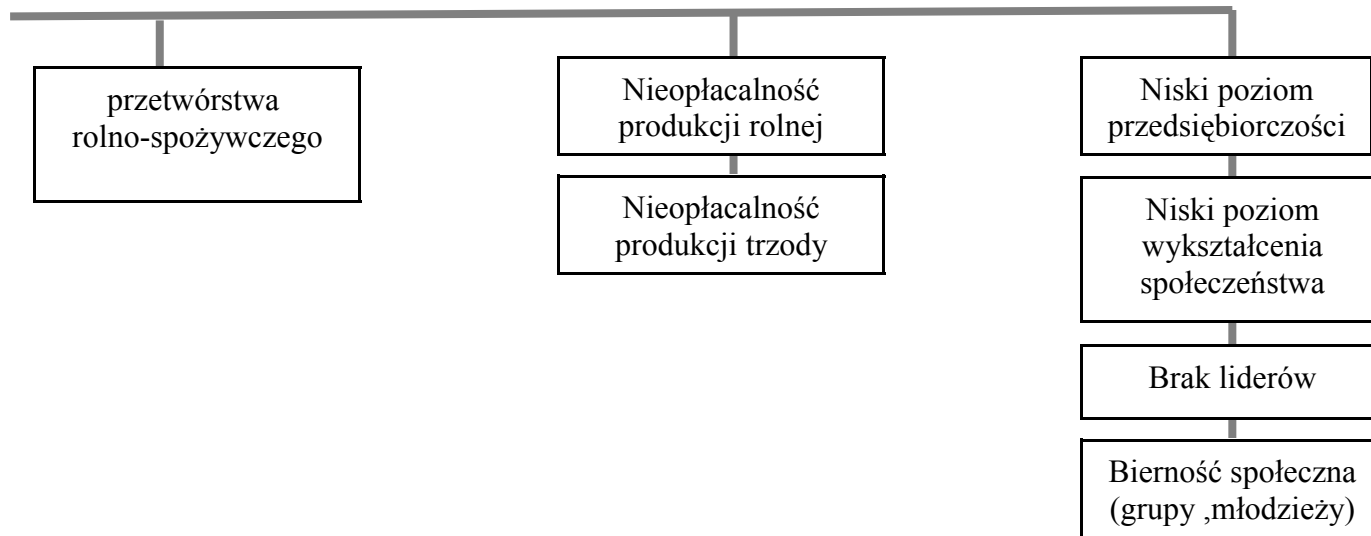 przetwórstwa
rolno-spożywczego
Nieopłacalność
produkcji rolnej
Nieopłacalność
produkcji trzody
Niski poziom
przedsiębiorczości
Niski poziom
wykształcenia
społeczeństwa
Brak liderów
Bierność społeczna
(grupy ,młodzieży)